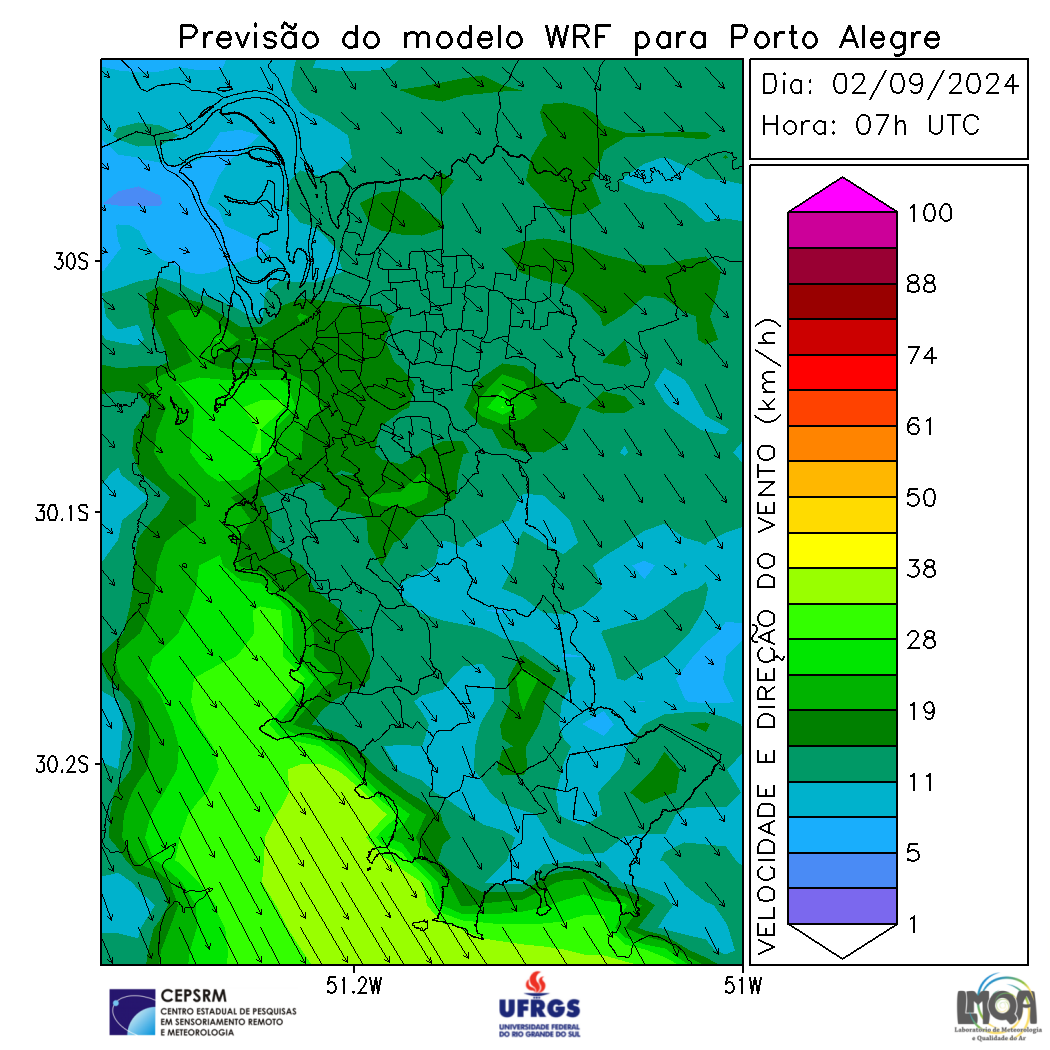 Previsão do modelo WRF para Porto Alegre
Dia: 02/09/2024
Hora: 07h UTC
30S
30.1S
30.2S
51.2W
51W
VELOCIDADE E DIREÇÃO DO VENTO (km/h)
100
88
74
61
50
38
28
19
11
5
1
CEPSRM
CENTRO ESTADUAL DE PESQUISAS
EM SENSORIAMENTO REMOTO
E METEOROLOGIA
UFRGS
UNIVERSIDADE FEDERAL
DO RIO GRANDE DO SUL
LMQA
Laboratório de Meteorologia
e Qualidade do Ar